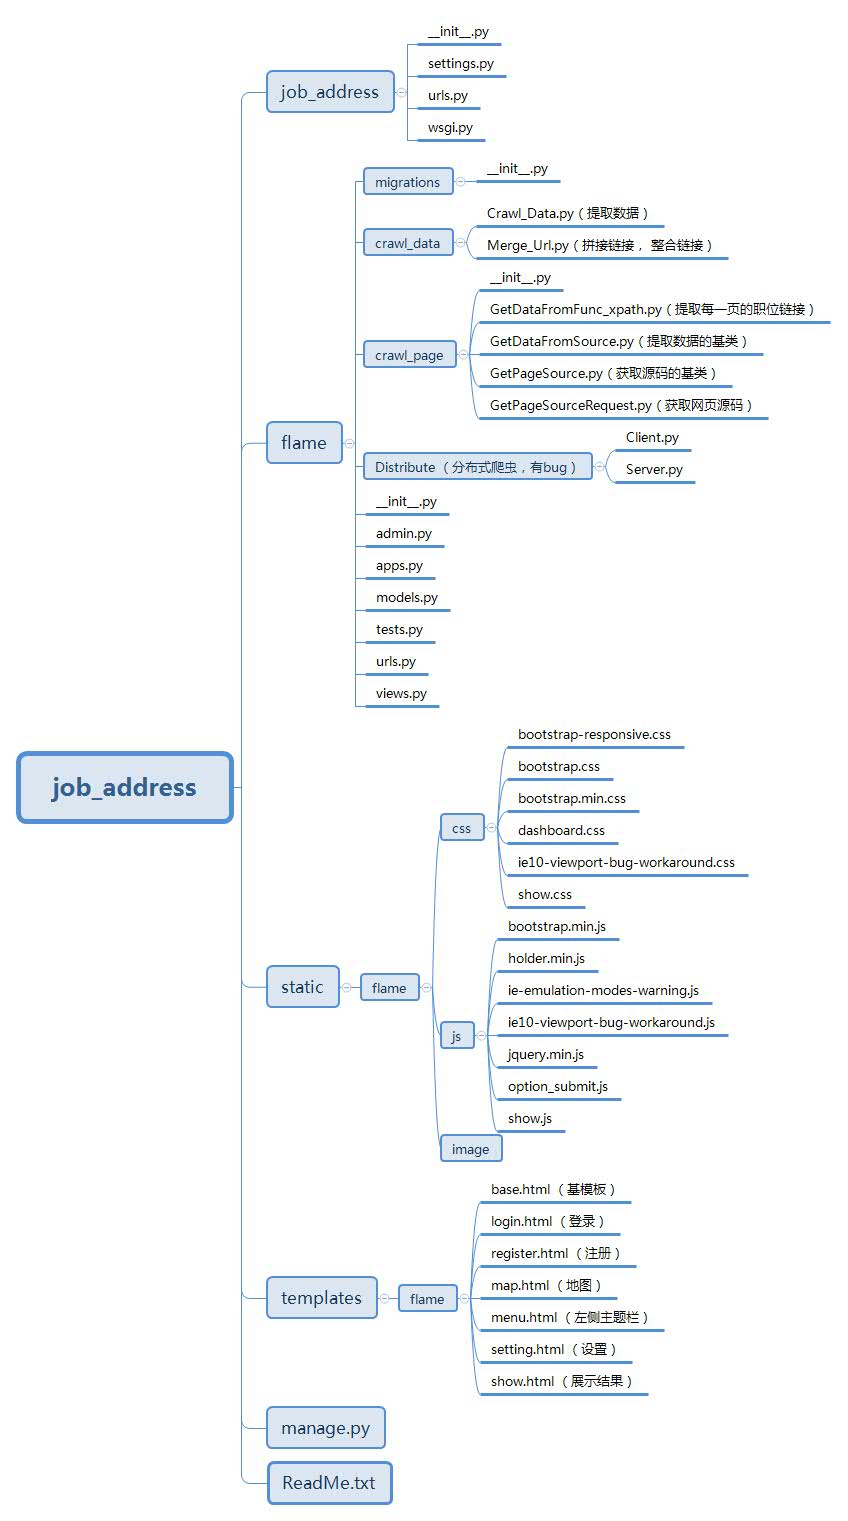 job_address
job_address
__init__.py
settings.py
urls.py
wsgi.py
flame
migrations
__init__.py
crawl_data
Crawl_Data.py（提取数据）
Merge_Url.py（拼接链接， 整合链接）
crawl_page
__init__.py
GetDataFromFunc_xpath.py（提取每一页的职位链接）
GetDataFromSource.py（提取数据的基类）
GetPageSource.py（获取源码的基类）
GetPageSourceRequest.py（获取网页源码）
Distribute （分布式爬虫，有bug）
Client.py
Server.py
__init__.py
admin.py
apps.py
models.py
tests.py
urls.py
views.py
static
flame
css
bootstrap-responsive.css
bootstrap.css
bootstrap.min.css
dashboard.css
ie10-viewport-bug-workaround.css
show.css
js
bootstrap.min.js
holder.min.js
ie-emulation-modes-warning.js
ie10-viewport-bug-workaround.js
jquery.min.js
option_submit.js
show.js
image
templates
flame
base.html （基模板）
login.html （登录）
register.html （注册）
map.html （地图）
menu.html （左侧主题栏）
setting.html （设置）
show.html （展示结果）
manage.py
ReadMe.txt